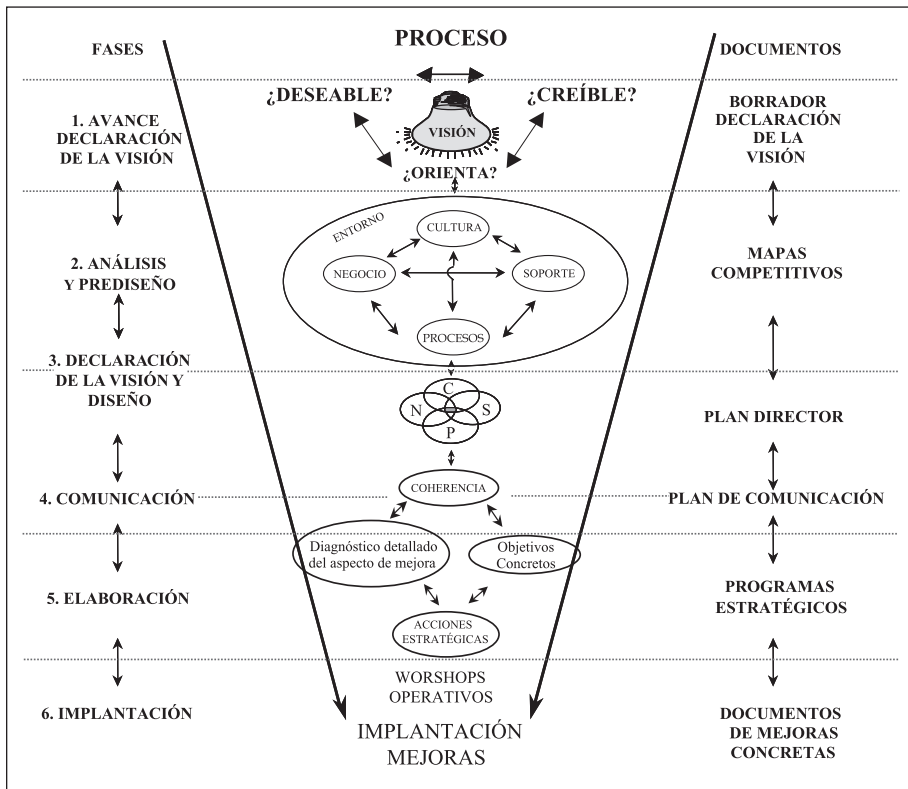 FASES
PROCESO
DOCUMENTOS
¿DESEABLE?
¿CREÍBLE?
VISIÓN
¿ORIENTA?
1. AVANCE
DECLARACIÓN
DE LA VISIÓN
BORRADOR
DECLARACIÓN
DE LA
VISIÓN
ENTORNO
CULTURA
NEGOCIO
SOPORTE
PROCESOS
2. ANÁLISIS
Y PREDISEÑO
MAPAS
COMPETITIVOS
3. DECLARACIÓN
DE LA VISIÓN Y
DISEÑO
C
N
S
P
PLAN DIRECTOR
4. COMUNICACIÓN
COHERENCIA
PLAN DE COMUNICACIÓN
Diagnóstico detallado
del aspecto de mejora
Objetivos
Concretos
5. ELABORACIÓN
ACCIONES
ESTRATÉGICAS
PROGRAMAS
ESTRATÉGICOS
6. IMPLANTACIÓN
WORSHOPS
OPERATIVOS
IMPLANTACIÓN
MEJORAS
DOCUMENTOS
DE MEJORAS
CONCRETAS